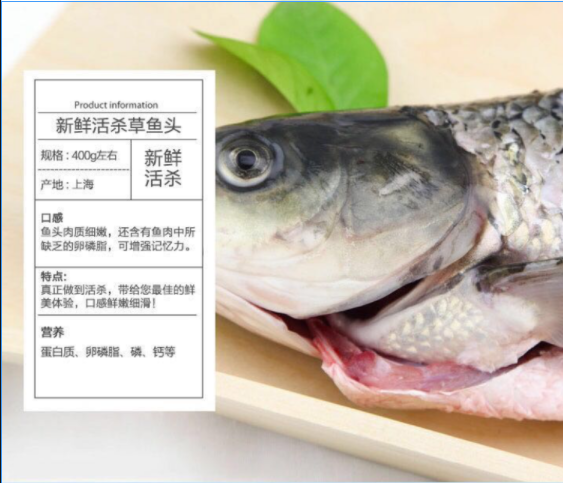 Product information
新鲜活杀草鱼头
规格：400g左右
新鲜
活杀
产地：上海
口感
鱼头肉质细嫩，还含有鱼肉中所
缺乏的卵磷脂，可增强记忆力。
特点：
真正做到活杀，带给您最佳的鲜
美体验，口感鲜嫩细滑！
营养
蛋白质、卵磷脂、磷、钙等